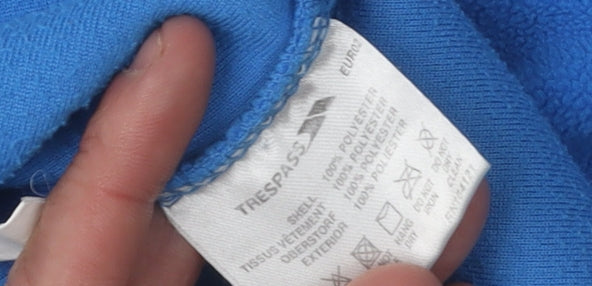 EURO2
TRESPASS
SHELL 100% POLYESTER
TISSUS VÊTEMENT 100% POLYESTER
OBERSTOFF 100% POLYESTER
EXTERIOR 100% POLYESTER
HANG
DRY
DO NOT
IRON
DO NOT
DRY
CLEAN